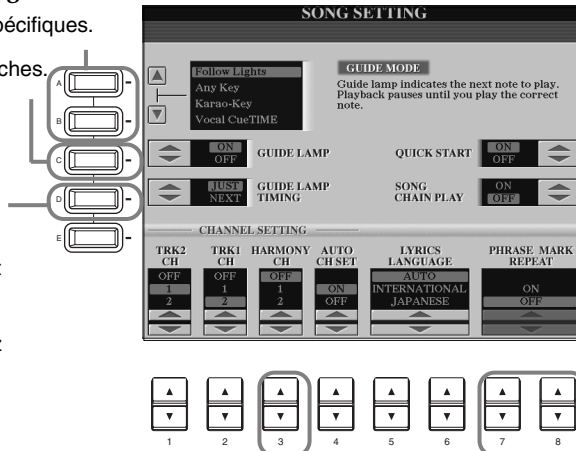 SONG SETTING
pécifiques.
ches.
A
B
C
D
E
Follow Lights
Any Key
Karao-Key
Vocal CueTIME
GUIDE MODE
Guide lamp indicates the next note to play.
Playback pauses until you play the correct
note.
ON
OFF
GUIDE LAMP
QUICK START
ON
OFF
JUST
NEXT
GUIDE LAMP
TIMING
SONG
CHAIN PLAY
ON
OFF
CHANNEL SETTING
TRK2
CH
TRK1
CH
HARMONY
CH
AUTO
CH SET
LYRICS
LANGUAGE
PHRASE MARK
REPEAT
OFF
1
2
OFF
1
2
OFF
1
2
ON
OFF
AUTO
INTERNATIONAL
JAPANESE
ON
OFF
1 2 3 4 5 6 7 8